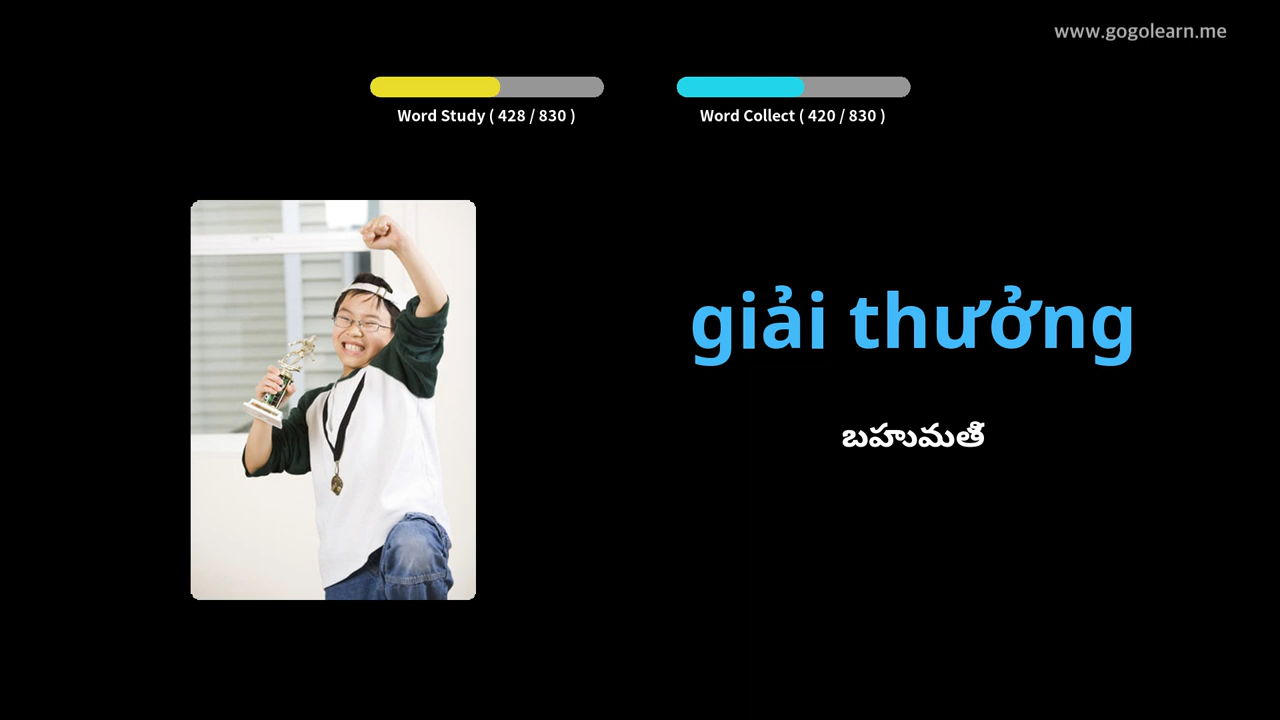 www.gogolearn.me
Word Study ( 428 / 830 )
Word Collect ( 420 / 830 )
giải thưởng
బహుమతి